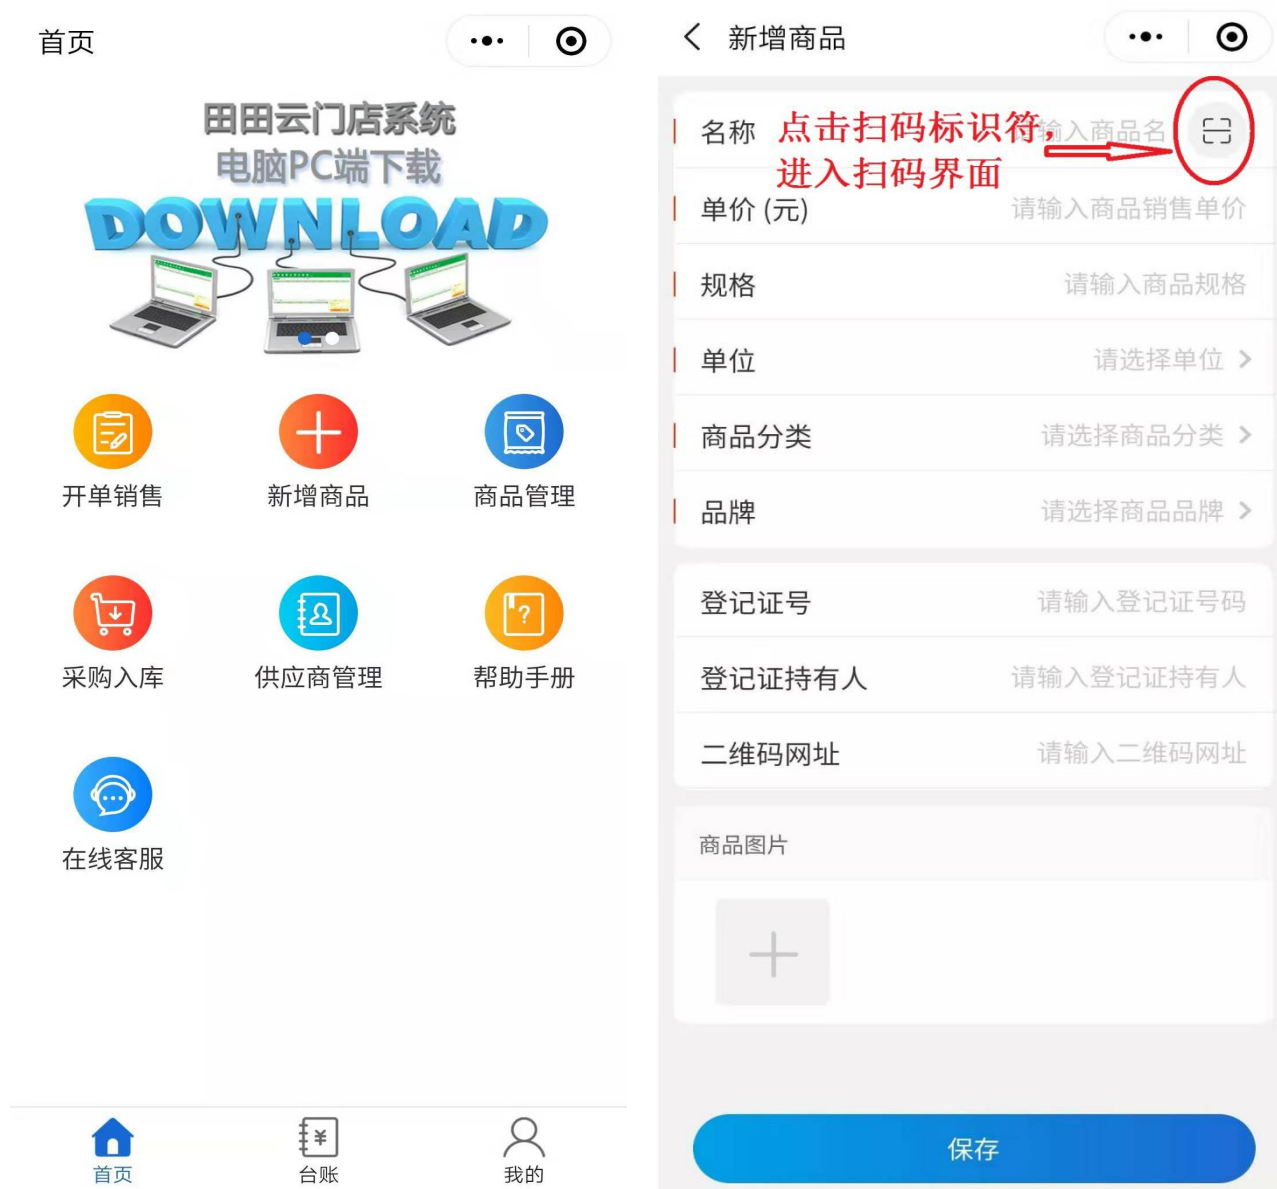 首页
田田云门店系统
电脑PC端下载
DOWNLOAD
开单销售
新增商品
商品管理
采购入库
供应商管理
帮助手册
在线客服
首页
台账
我的
新增商品
名称
输入商品名
点击扫码标识符，
进入扫码界面
单价 (元)
请输入商品销售单价
规格
请输入商品规格
单位
请选择单位
商品分类
请选择商品分类
品牌
请选择商品品牌
登记证号
请输入登记证号码
登记证持有人
请输入登记证持有人
二维码网址
请输入二维码网址
商品图片
保存